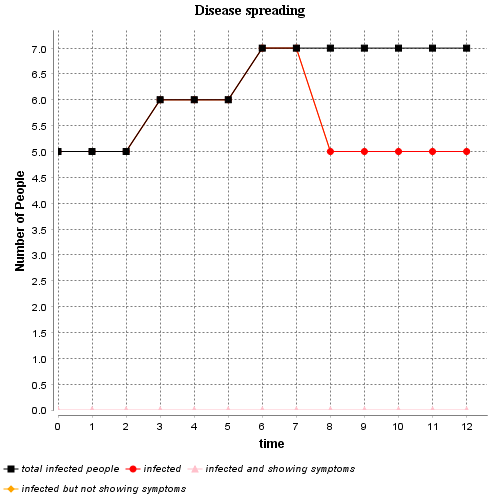 Disease spreading
Number of People
7.0
6.5
6.0
5.5
5.0
4.5
4.0
3.5
3.0
2.5
2.0
1.5
1.0
0.5
0.0
0 1 2 3 4 5 6 7 8 9 10 11 12
time
total infected people infected infected and showing symptoms
infected but not showing symptoms